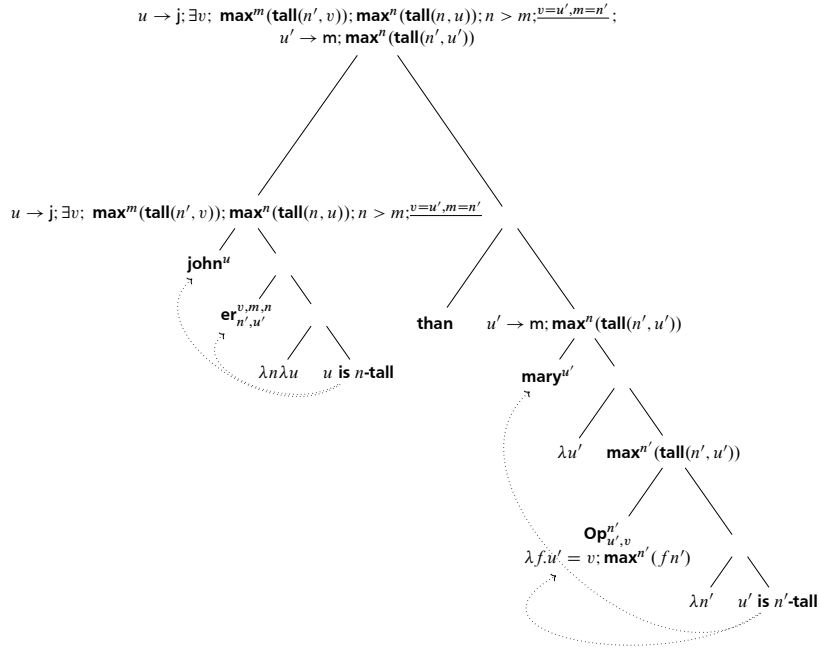 u → j; ∃v; max^m(tall(n′, v)); max^n(tall(n, u)); n > m; v=u′,m=n′ ;
u′ → m; max^n(tall(n′, u′))
u → j; ∃v; max^m(tall(n′, v)); max^n(tall(n, u)); n > m; v=u′,m=n′
john^u
er^{v,m,n}_{n′,u′}
than
u′ → m; max^n(tall(n′, u′))
λnλu
u is n-tall
mary^{u′}
λu′
max^{n′}(tall(n′, u′))
Op^{n′}_{u′,v}
λf.u′ = v; max^{n′}(f n′)
λn′
u′ is n′-tall